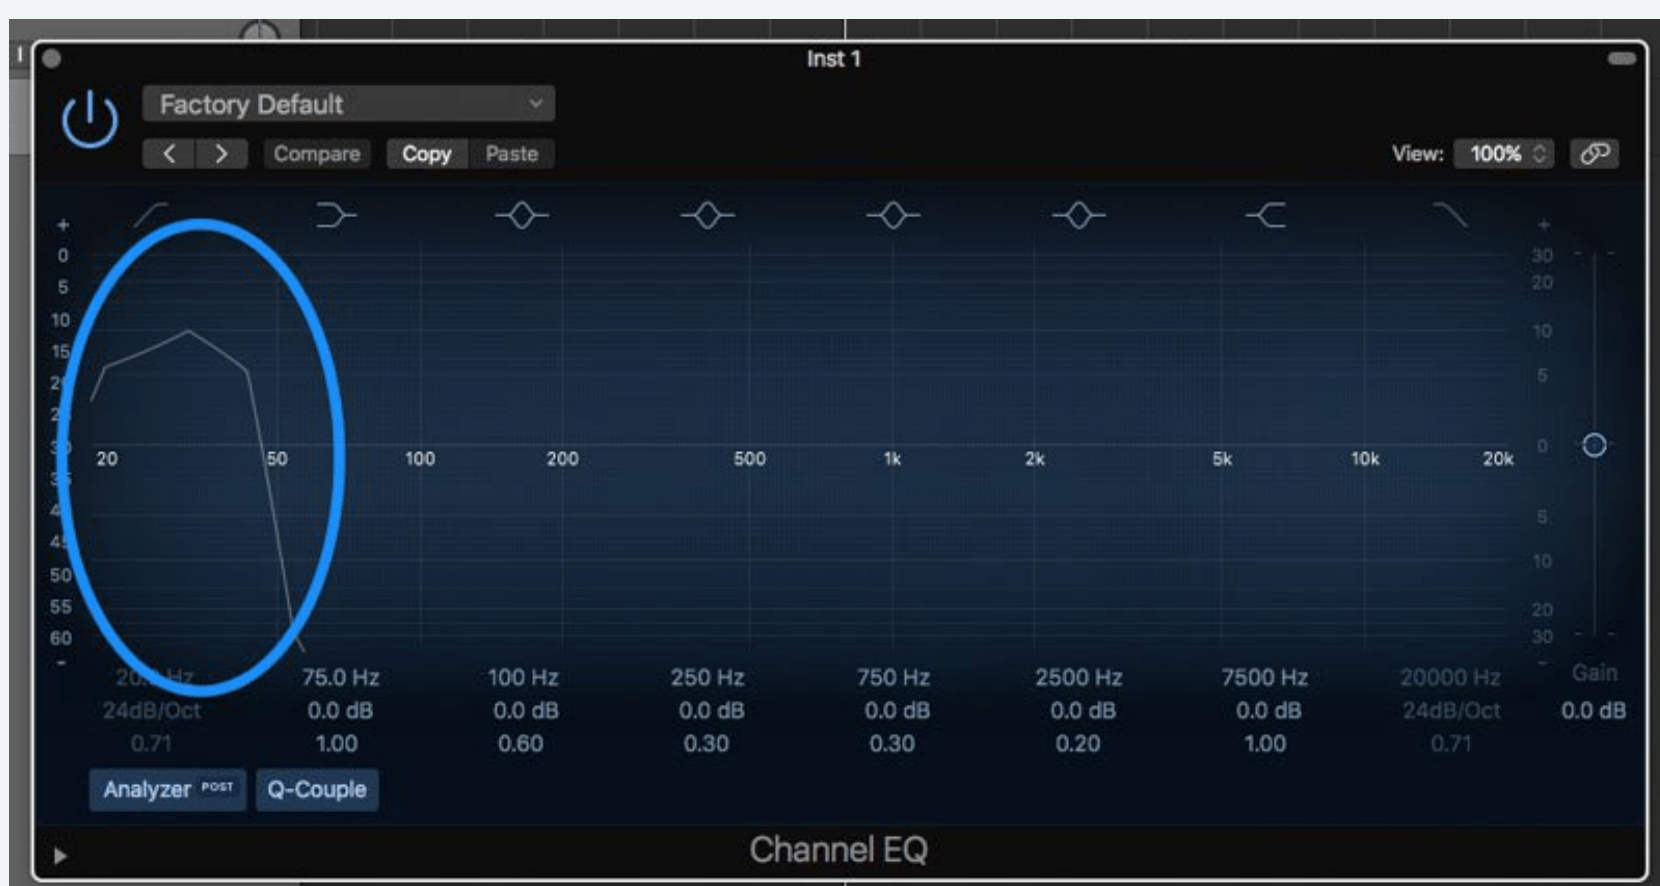 Inst 1
Factory Default
Compare Copy Paste
View: 100%
+ +
0 30
5 20
10 10
15 5
30 0
20 50 100 200 500 1k 2k 5k 10k 20k
5
10
50
55 20
60 30
- -
75.0 Hz 100 Hz 250 Hz 750 Hz 2500 Hz 7500 Hz 20000 Hz Gain
24dB/Oct 0.0 dB 0.0 dB 0.0 dB 0.0 dB 0.0 dB 0.0 dB 24dB/Oct 0.0 dB
0.71 1.00 0.60 0.30 0.30 0.20 1.00 0.71
Analyzer POST Q-Couple
Channel EQ